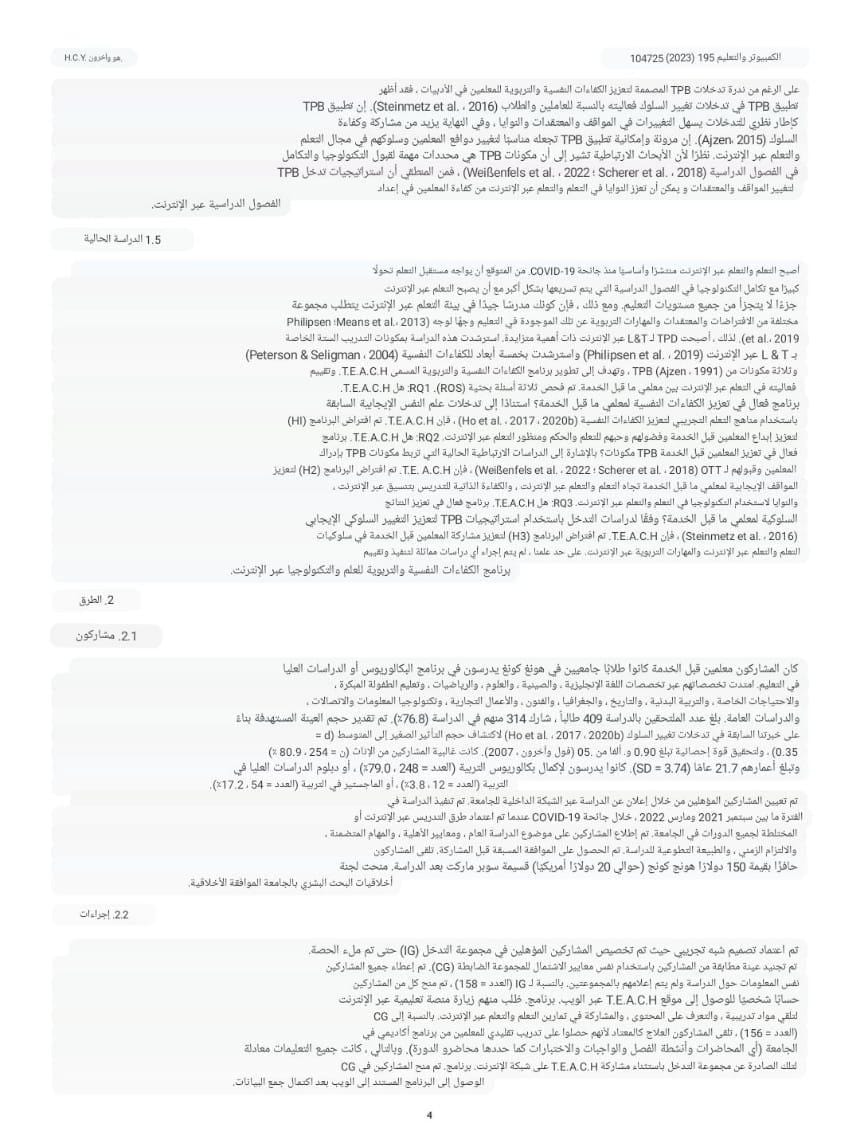 الكمبيوتر والتعليم 195 (2023) 104725
H.C.Y. هو وآخرون.
على الرغم من ندرة تدخلات TPB المصممة لتعزيز الكفاءات النفسية والتربوية للمعلمين في الأدبيات ، فقد أظهر
تطبيق TPB في تدخلات تغيير السلوك فعاليته بالنسبة للعاملين والطلاب (Steinmetz et al. ، 2016). إن تطبيق TPB
كإطار نظري للتدخلات يسهل التغييرات في المواقف والمعتقدات والنوايا ، وفي النهاية يزيد من مشاركة وكفاءة
السلوك (Ajzen، 2015). إن مرونة وإمكانية تطبيق TPB تجعله مناسبًا لتغيير دوافع المعلمين وسلوكهم في مجال التعلم
والتعلم عبر الإنترنت. نظرًا لأن الأبحاث الارتباطية تشير إلى أن مكونات TPB هي محددات مهمة لقبول التكنولوجيا والتكامل
في الفصول الدراسية (Scherer et al. ، 2018 ؛ Weißenfels et al. ، 2022) ، فمن المنطقي أن استراتيجيات تدخل TPB
لتغيير المواقف والمعتقدات و يمكن أن تعزز النوايا في التعلم والتعلم عبر الإنترنت من كفاءة المعلمين في إعداد
الفصول الدراسية عبر الإنترنت.
1.5 الدراسة الحالية
أصبح التعلم والتعلم عبر الإنترنت منتشرًا وأساسيًا منذ جائحة COVID-19. من المتوقع أن يواجه مستقبل التعلم تحولًا
كبيرًا مع تكامل التكنولوجيا في الفصول الدراسية التي يتم تسريعها بشكل أكبر مع أن يصبح التعلم عبر الإنترنت
جزءًا لا يتجزأ من جميع مستويات التعليم. ومع ذلك ، فإن كونك مدرسًا جيدًا في بيئة التعلم عبر الإنترنت يتطلب مجموعة
مختلفة من الافتراضات والمعتقدات والمهارات التربوية عن تلك الموجودة في التعليم وجهًا لوجه (Means et al.، 2013؛ Philipsen
et al.، 2019). لذلك ، أصبحت TPD لـ L&T عبر الإنترنت ذات أهمية متزايدة. استرشدت هذه الدراسة بمكونات التدريب الستة الخاصة
بـ L & T عبر الإنترنت (Philipsen et al. ، 2019) واسترشدت بخمسة أبعاد للكفاءات النفسية (Peterson & Seligman ، 2004)
وثلاثة مكونات من TPB (Ajzen ، 1991) ، وتهدف إلى تطوير برنامج الكفاءات النفسية والتربوية المسمى T.E.A.C.H. وتقييم
فعاليته في التعلم عبر الإنترنت بين معلمي ما قبل الخدمة. تم فحص ثلاثة أسئلة بحثية (ROS). RQ1: هل T.E.A.C.H.
برنامج فعال في تعزيز الكفاءات النفسية لمعلمي ما قبل الخدمة؟ استنادًا إلى تدخلات علم النفس الإيجابية السابقة
باستخدام مناهج التعلم التجريبي لتعزيز الكفاءات النفسية (Ho et al. ، 2017 ، 2020b) ، فإن T.E.A.C.H. تم افتراض البرنامج (HI)
لتعزيز إبداع المعلمين قبل الخدمة وفضولهم وحبهم للتعلم والحكم ومنظور التعلم عبر الإنترنت. RQ2: هل T.E.A.C.H. برنامج
فعال في تعزيز المعلمين قبل الخدمة TPB مكونات؟ بالإشارة إلى الدراسات الارتباطية الحالية التي تربط مكونات TPB بإدراك
المعلمين وقبولهم لـ OTT (Scherer et al. ، 2018 ؛ Weißenfels et al. ، 2022) ، فإن T.E. A.C.H. تم افتراض البرنامج (H2) لتعزيز
المواقف الإيجابية لمعلمي ما قبل الخدمة تجاه التعلم والتعلم عبر الإنترنت ، والكفاءة الذاتية للتدريس بتنسيق عبر الإنترنت ،
والنوايا لاستخدام التكنولوجيا في التعلم والتعلم عبر الإنترنت. RQ3: هل T.E.A.C.H. برنامج فعال في تعزيز النتائج
السلوكية لمعلمي ما قبل الخدمة؟ وفقًا لدراسات التدخل باستخدام استراتيجيات TPB لتعزيز التغيير السلوكي الإيجابي
(Steinmetz et al. ، 2016) ، فإن T.E.A.C.H. تم افتراض البرنامج (H3) لتعزيز مشاركة المعلمين قبل الخدمة في سلوكيات
التعلم والتعلم عبر الإنترنت والمهارات التربوية عبر الإنترنت. على حد علمنا ، لم يتم إجراء أي دراسات مماثلة لتنفيذ وتقييم
برنامج الكفاءات النفسية والتربوية للعلم والتكنولوجيا عبر الإنترنت.
2. الطرق
2.1. مشاركون
كان المشاركون معلمين قبل الخدمة كانوا طلابًا جامعيين في هونغ كونغ يدرسون في برنامج البكالوريوس أو الدراسات العليا
في التعليم. امتدت تخصصاتهم عبر تخصصات اللغة الإنجليزية ، والصينية ، والعلوم ، والرياضيات ، وتعليم الطفولة المبكرة ،
والاحتياجات الخاصة ، والتربية البدنية ، والتاريخ ، والجغرافيا ، والفنون ، والأعمال التجارية ، وتكنولوجيا المعلومات والاتصالات ،
والدراسات العامة. بلغ عدد الملتحقين بالدراسة 409 طالباً ، شارك 314 منهم في الدراسة (76.8٪). تم تقدير حجم العينة المستهدفة بناءً
على خبرتنا السابقة في تدخلات تغيير السلوك (Ho et al. ، 2017 ، 2020b) لاكتشاف حجم التأثير الصغير إلى المتوسط (d =
0.35) ، ولتحقيق قوة إحصائية تبلغ 0.90 و. ألفا من .05 (فول وآخرون ، 2007). كانت غالبية المشاركين من الإناث (ن = 254 ، 80.9 ٪)
وتبلغ أعمارهم 21.7 عامًا (SD = 3.74). كانوا يدرسون لإكمال بكالوريوس التربية (العدد = 248 ، 79.0٪) ، أو دبلوم الدراسات العليا في
التربية (العدد = 12 ، 3.8٪) ، أو الماجستير في التربية (العدد = 54 ، 17.2٪).
تم تعيين المشاركين المؤهلين من خلال إعلان عن الدراسة عبر الشبكة الداخلية للجامعة. تم تنفيذ الدراسة في
الفترة ما بين سبتمبر 2021 ومارس 2022 ، خلال جائحة COVID-19 عندما تم اعتماد طرق التدريس عبر الإنترنت أو
المختلطة لجميع الدورات في الجامعة. تم إطلاع المشاركين على موضوع الدراسة العام ، ومعايير الأهلية ، والمهام المتضمنة ،
والالتزام الزمني ، والطبيعة التطوعية للدراسة. تم الحصول على الموافقة المسبقة قبل المشاركة. تلقى المشاركون
حافزًا بقيمة 150 دولارًا هونج كونج (حوالي 20 دولارًا أمريكيًا) قسيمة سوبر ماركت بعد الدراسة. منحت لجنة
أخلاقيات البحث البشري بالجامعة الموافقة الأخلاقية.
2.2. إجراءات
تم اعتماد تصميم شبه تجريبي حيث تم تخصيص المشاركين المؤهلين في مجموعة التدخل (IG) حتى تم ملء الحصة.
تم تجنيد عينة مطابقة من المشاركين باستخدام نفس معايير الاشتمال للمجموعة الضابطة (CG). تم إعطاء جميع المشاركين
نفس المعلومات حول الدراسة ولم يتم إعلامهم بالمجموعتين. بالنسبة لـ IG (العدد = 158) ، تم منح كل من المشاركين
حسابًا شخصيًا للوصول إلى موقع T.E.A.C.H عبر الويب. برنامج. طُلب منهم زيارة منصة تعليمية عبر الإنترنت
لتلقي مواد تدريبية ، والتعرف على المحتوى ، والمشاركة في تمارين التعلم والتعلم عبر الإنترنت. بالنسبة إلى CG
(العدد = 156) ، تلقى المشاركون العلاج كالمعتاد لأنهم حصلوا على تدريب تقليدي للمعلمين من برنامج أكاديمي في
الجامعة (أي المحاضرات وأنشطة الفصل والواجبات والاختبارات كما حددها محاضرو الدورة). وبالتالي ، كانت جميع التعليمات معادلة
لتلك الصادرة عن مجموعة التدخل باستثناء مشاركة T.E.A.C.H على شبكة الإنترنت. برنامج. تم منح المشاركين في CG
الوصول إلى البرنامج المستند إلى الويب بعد اكتمال جمع البيانات.
4